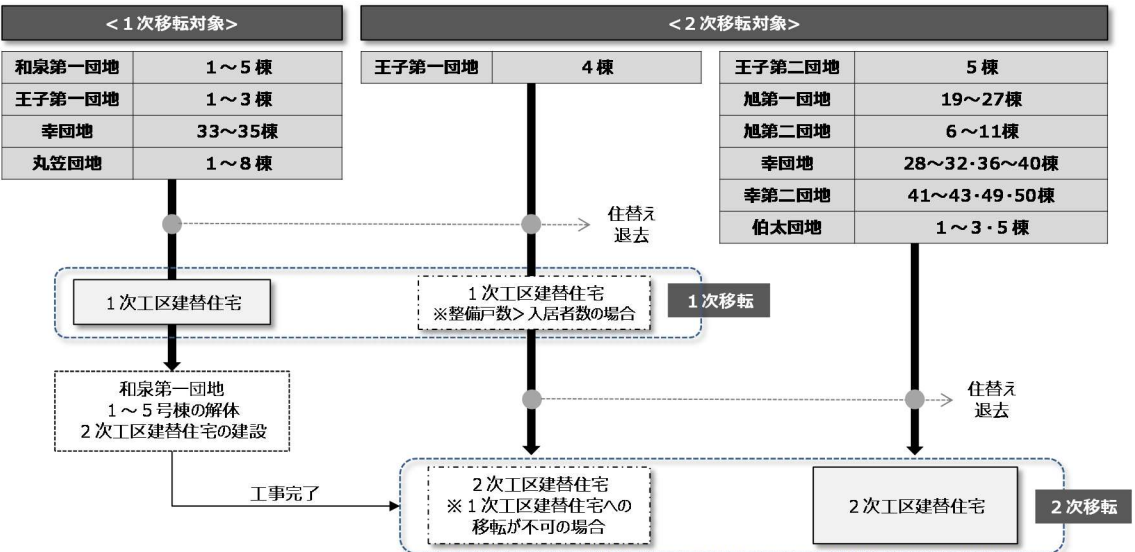 <１次移転対象>
<２次移転対象>
和泉第一団地 １～５棟
王子第一団地 １～３棟
幸団地 33～35棟
丸笠団地 １～８棟
王子第一団地 ４棟
王子第二団地 ５棟
旭第一団地 19～27棟
旭第二団地 ６～11棟
幸団地 28～32・36～40棟
幸第二団地 41～43・49・50棟
伯太団地 １～３・５棟
住替え
退去
１次工区建替住宅
１次工区建替住宅
※整備戸数＞入居者数の場合
１次移転
和泉第一団地
１～５号棟の解体
２次工区建替住宅の建設
住替え
退去
工事完了
２次工区建替住宅
※１次工区建替住宅への
移転が不可の場合
２次工区建替住宅
２次移転